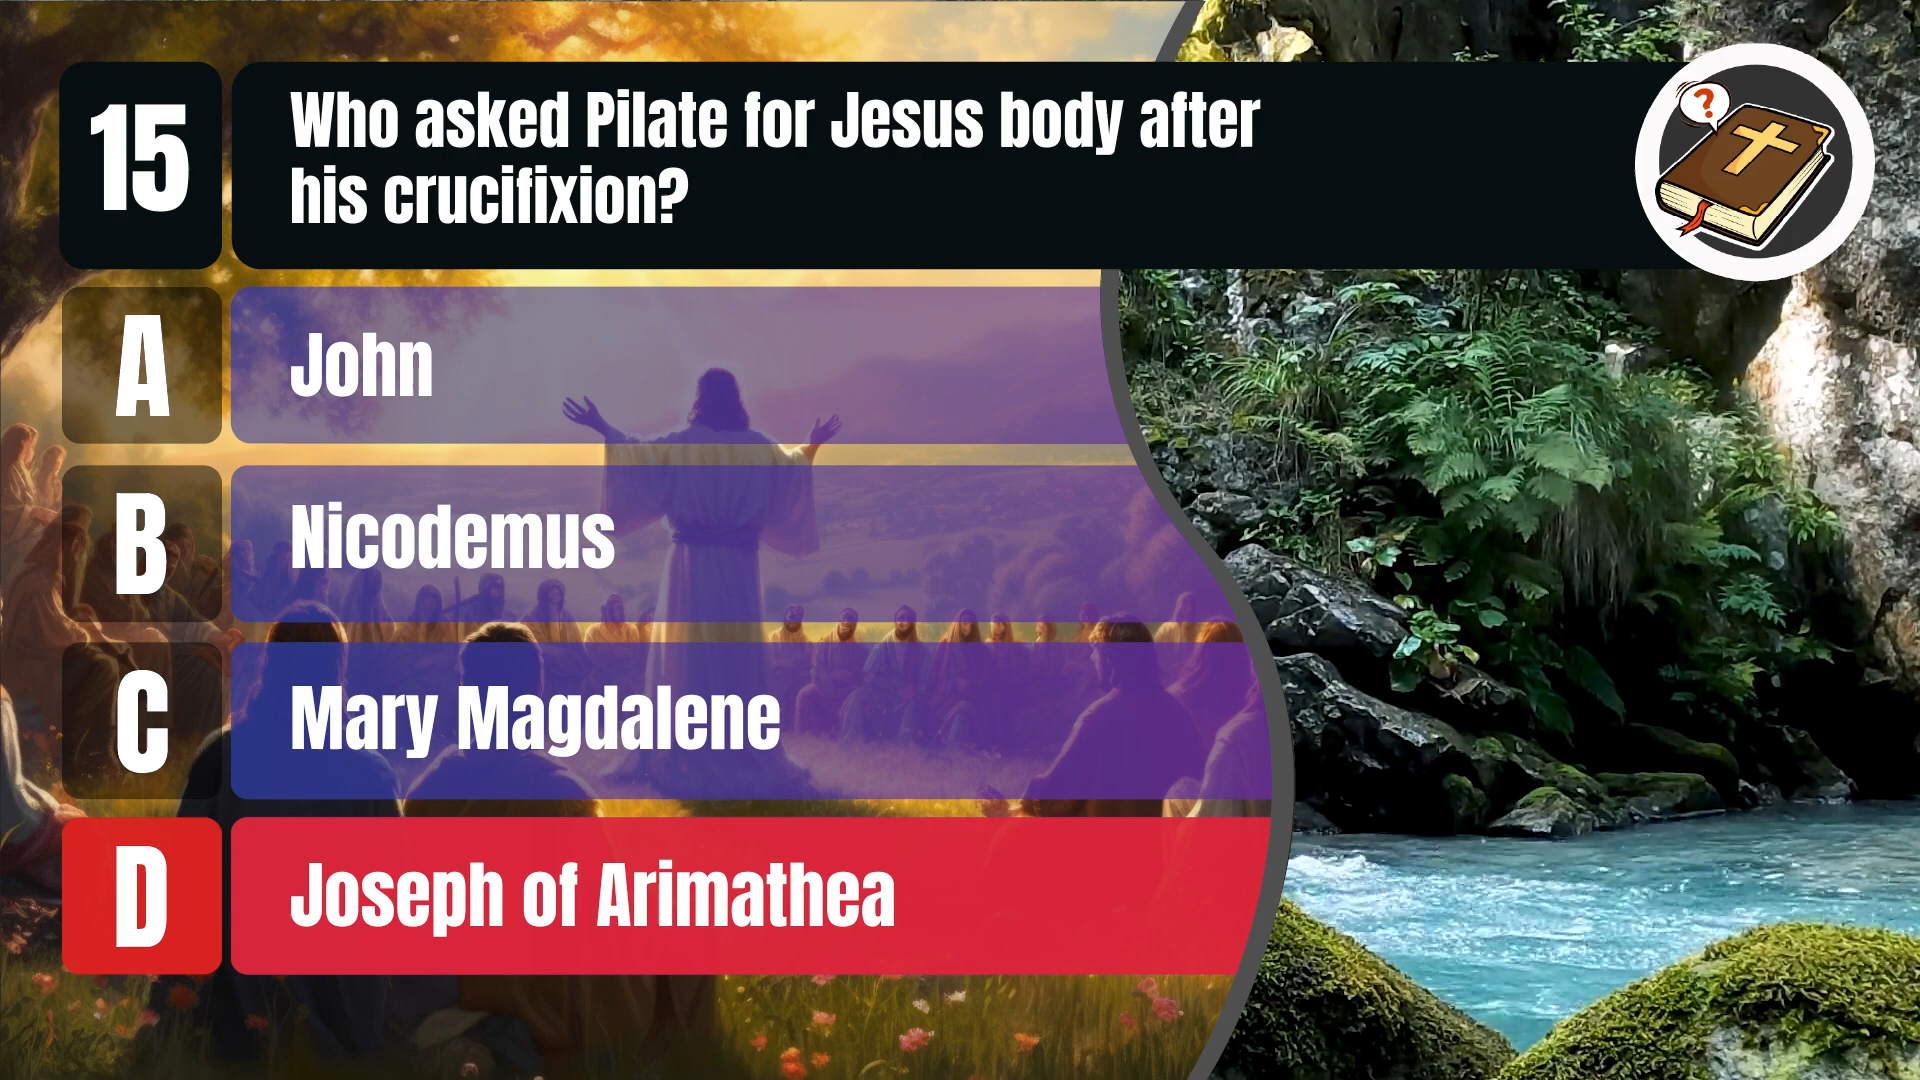 15
Who asked Pilate for Jesus body after
his crucifixion?
A
John
B
Nicodemus
C
Mary Magdalene
D
Joseph of Arimathea
?